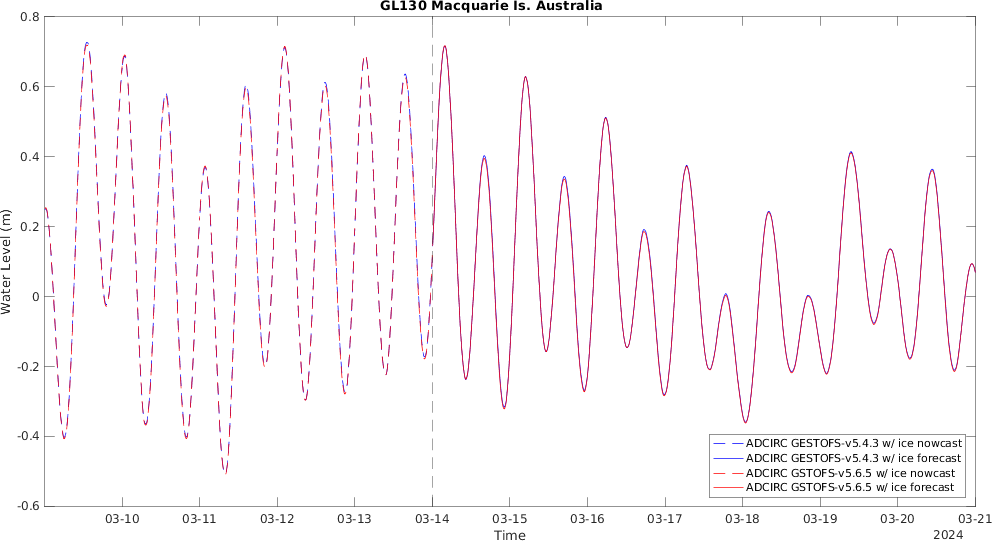 GL130 Macquarie Is. Australia
Water Level (m)
0.8
0.6
0.4
0.2
0
-0.2
-0.4
-0.6
ADCIRC GESTOFS-v5.4.3 w/ ice nowcast
ADCIRC GESTOFS-v5.4.3 w/ ice forecast
ADCIRC GSTOFS-v5.6.5 w/ ice nowcast
ADCIRC GSTOFS-v5.6.5 w/ ice forecast
03-10 03-11 03-12 03-13 03-14 03-15 03-16 03-17 03-18 03-19 03-20 03-21
Time
2024